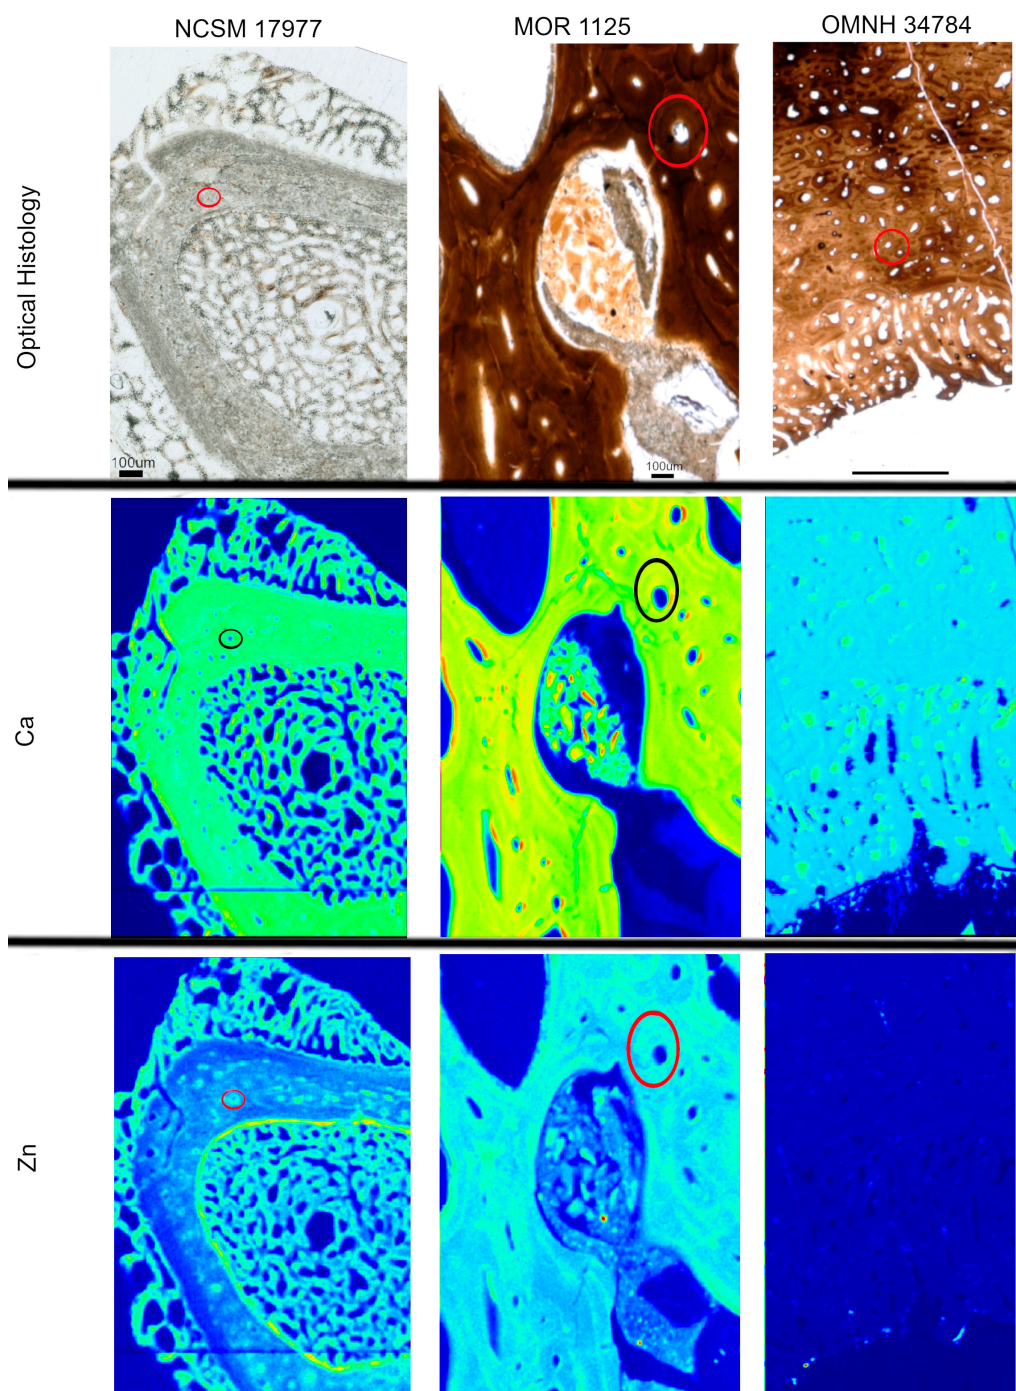 NCSM 17977
MOR 1125
OMNH 34784
Optical Histology
100um
100um
Ca
Zn